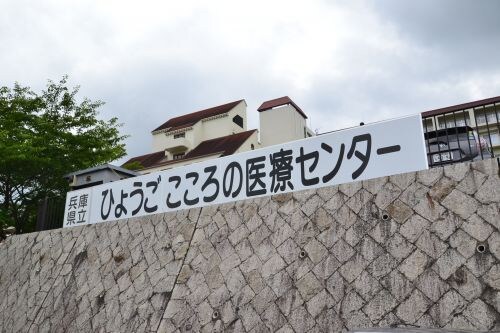 兵庫県立 ひょうご こころの医療センター